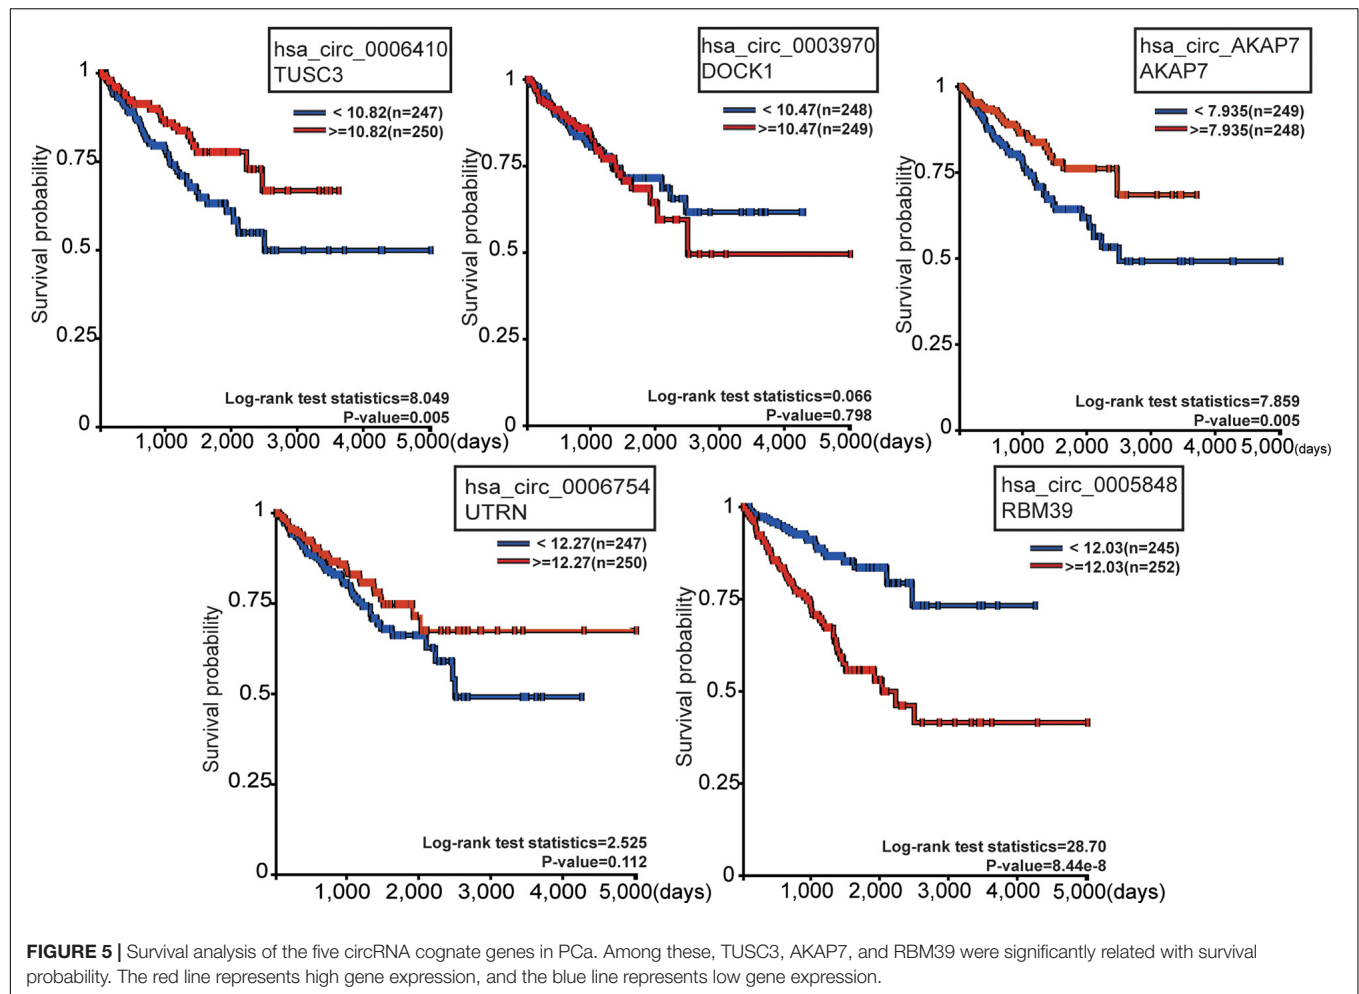 hsa_circ_0006410
TUSC3
< 10.82(n=247)
>=10.82(n=250)
1
0.75
0.5
0.25
0
Survival probability
Log-rank test statistics=8.049
P-value=0.005
1,000 2,000 3,000 4,000 5,000(days)
hsa_circ_0003970
DOCK1
< 10.47(n=248)
>=10.47(n=249)
1
0.75
0.5
0.25
0
Survival probability
Log-rank test statistics=0.066
P-value=0.798
1,000 2,000 3,000 4,000 5,000(days)
hsa_circ_AKAP7
AKAP7
< 7.935(n=249)
>=7.935(n=248)
1
0.75
0.5
0.25
0
Survival probability
Log-rank test statistics=7.859
P-value=0.005
1,000 2,000 3,000 4,000 5,000(days)
hsa_circ_0006754
UTRN
< 12.27(n=247)
>=12.27(n=250)
1
0.75
0.5
0.25
0
Survival probability
Log-rank test statistics=2.525
P-value=0.112
1,000 2,000 3,000 4,000 5,000(days)
hsa_circ_0005848
RBM39
< 12.03(n=245)
>=12.03(n=252)
1
0.75
0.5
0.25
0
Survival probability
Log-rank test statistics=28.70
P-value=8.44e-8
1,000 2,000 3,000 4,000 5,000(days)
FIGURE 5 | Survival analysis of the five circRNA cognate genes in PCa. Among these, TUSC3, AKAP7, and RBM39 were significantly related with survival
probability. The red line represents high gene expression, and the blue line represents low gene expression.